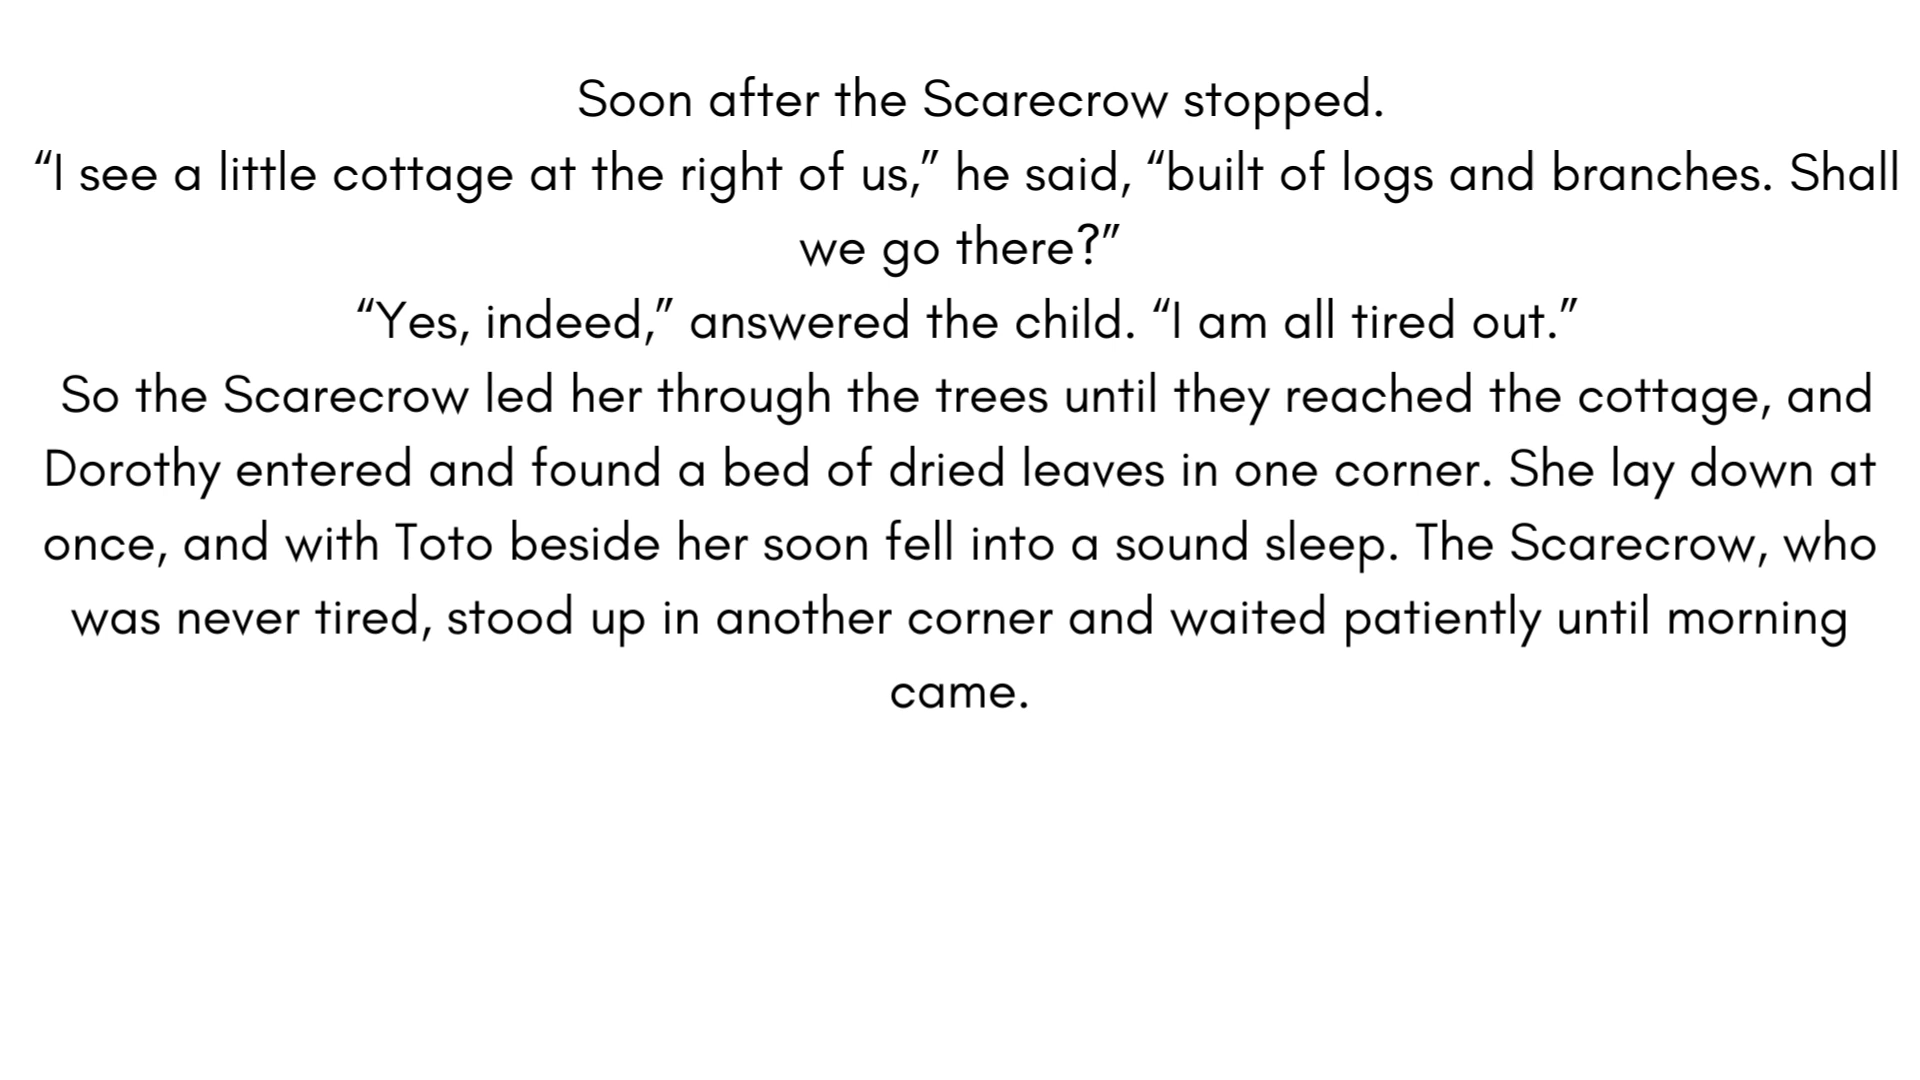 Soon after the Scarecrow stopped.
“I see a little cottage at the right of us,” he said, “built of logs and branches. Shall
we go there?”
“Yes, indeed,” answered the child. “I am all tired out.”
So the Scarecrow led her through the trees until they reached the cottage, and
Dorothy entered and found a bed of dried leaves in one corner. She lay down at
once, and with Toto beside her soon fell into a sound sleep. The Scarecrow, who
was never tired, stood up in another corner and waited patiently until morning
came.